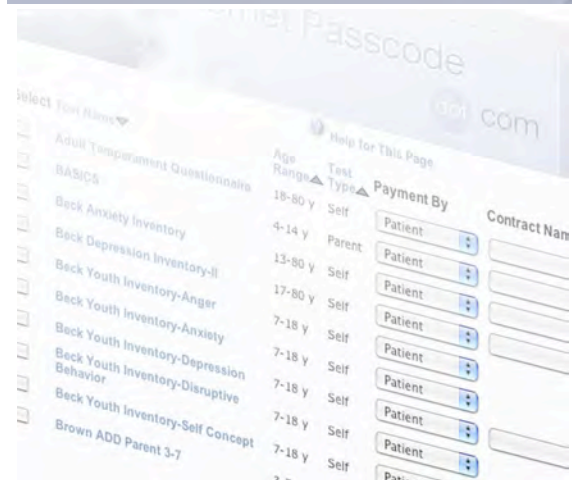 Passcode
dot com
Select Test Name
Help for This Page
Age Range Test Type Payment By Contract Nam
Adult Temperament Questionnaire 18-80 y Self Patient
BASICS 4-14 y Parent Patient
Beck Anxiety Inventory 13-80 y Self Patient
Beck Depression Inventory-II 17-80 y Self Patient
Beck Youth Inventory-Anger 7-18 y Self Patient
Beck Youth Inventory-Anxiety 7-18 y Self Patient
Beck Youth Inventory-Depression 7-18 y Self Patient
Beck Youth Inventory-Disruptive Behavior 7-18 y Self Patient
Beck Youth Inventory-Self Concept 7-18 y Self
Brown ADD Parent 3-7